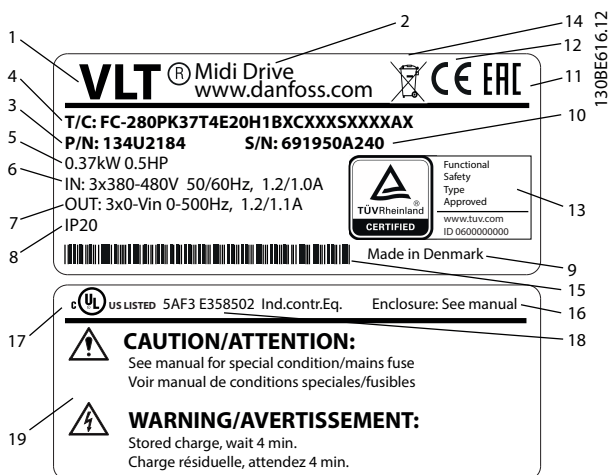 1
2
14
12
130BE616.12
VLT ® Midi Drive
www.danfoss.com
CE EAC
11
4
T/C: FC-280PK37T4E20H1BXCXXXSXXXXAX
3
P/N: 134U2184 S/N: 691950A240
10
5
0.37kW 0.5HP
6
IN: 3x380-480V 50/60Hz, 1.2/1.0A
7
OUT: 3x0-Vin 0-500Hz, 1.2/1.1A
8
IP20
TÜVRheinland ®
CERTIFIED
Functional
Safety
Type
Approved
www.tuv.com
ID 0600000000
13
Made in Denmark
9
15
c UL US LISTED 5AF3 E358502 Ind.contr.Eq. Enclosure: See manual
16
17
18
CAUTION/ATTENTION:
See manual for special condition/mains fuse
Voir manual de conditions speciales/fusibles
19
WARNING/AVERTISSEMENT:
Stored charge, wait 4 min.
Charge résiduelle, attendez 4 min.